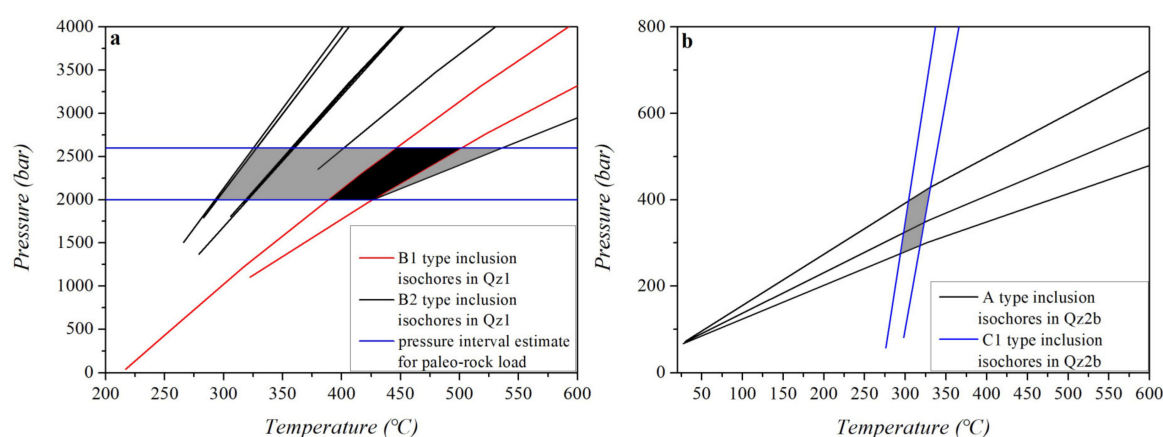 a
4000
3500
3000
2500
2000
1500
1000
500
0
Pressure (bar)
200 250 300 350 400 450 500 550 600
Temperature (℃)
B1 type inclusion
isochores in Qz1
B2 type inclusion
isochores in Qz1
pressure interval estimate
for paleo-rock load
b
800
600
400
200
0
Pressure (bar)
50 100 150 200 250 300 350 400 450 500 550 600
Temperature (℃)
A type inclusion
isochores in Qz2b
C1 type inclusion
isochores in Qz2b